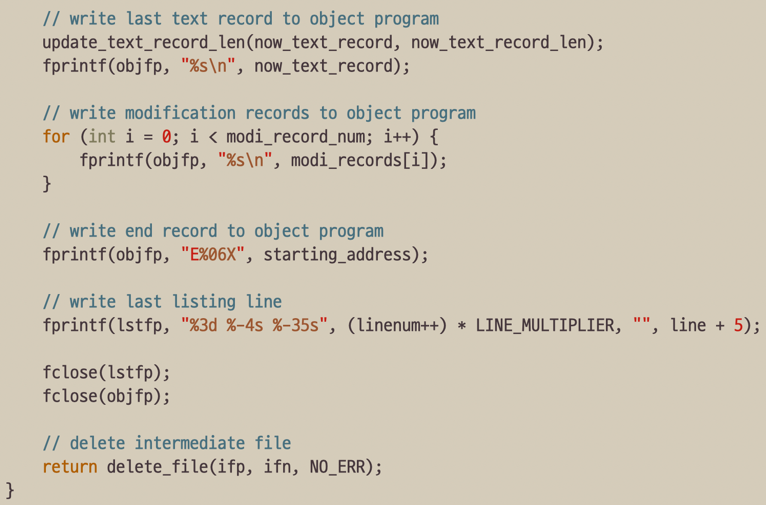 // write last text record to object program
update_text_record_len(now_text_record, now_text_record_len);
fprintf(objfp, "%s\n", now_text_record);

// write modification records to object program
for (int i = 0; i < modi_record_num; i++) {
    fprintf(objfp, "%s\n", modi_records[i]);
}

// write end record to object program
fprintf(objfp, "E%06X", starting_address);

// write last listing line
fprintf(lstfp, "%3d %-4s %-35s", (linenum++) * LINE_MULTIPLIER, "", line + 5);

fclose(lstfp);
fclose(objfp);

// delete intermediate file
return delete_file(ifp, ifn, NO_ERR);
}